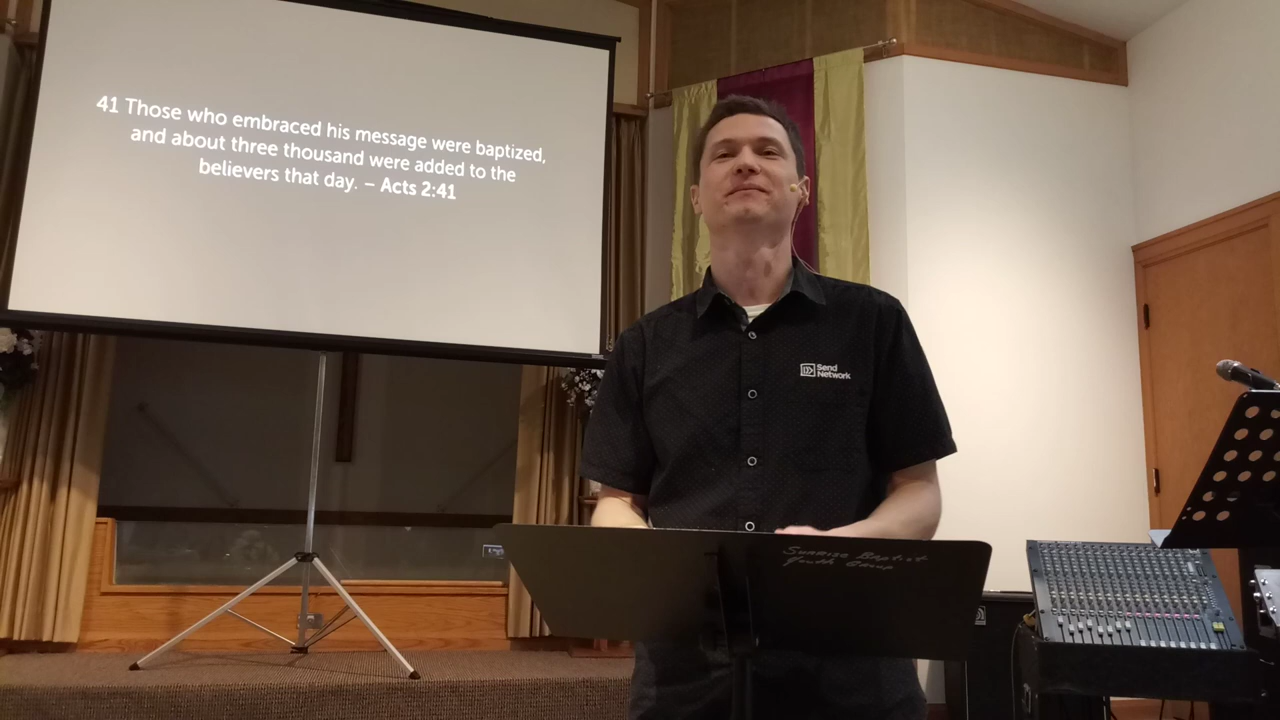 41 Those who embraced his message were baptized,
and about three thousand were added to the
believers that day. – Acts 2:41
Send
Network
Sunrise Baptist
Youth Group